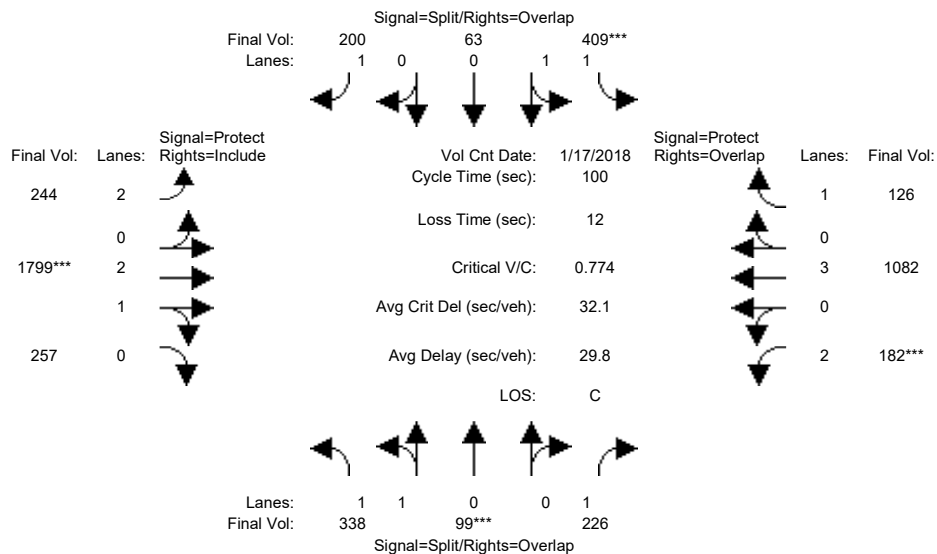 Signal=Split/Rights=Overlap
Final Vol: 200 63 409***
Lanes: 1 0 0 1 1
Signal=Protect
Final Vol: Lanes: Rights=Include
Vol Cnt Date: 1/17/2018
Signal=Protect
Rights=Overlap Lanes: Final Vol:
Cycle Time (sec): 100
244 2
1 126
Loss Time (sec): 12
0
0
1799*** 2
Critical V/C: 0.774
3 1082
1
Avg Crit Del (sec/veh): 32.1
0
257 0
Avg Delay (sec/veh): 29.8
2 182***
LOS: C
Lanes: 1 1 0 0 1
Final Vol: 338 99*** 226
Signal=Split/Rights=Overlap